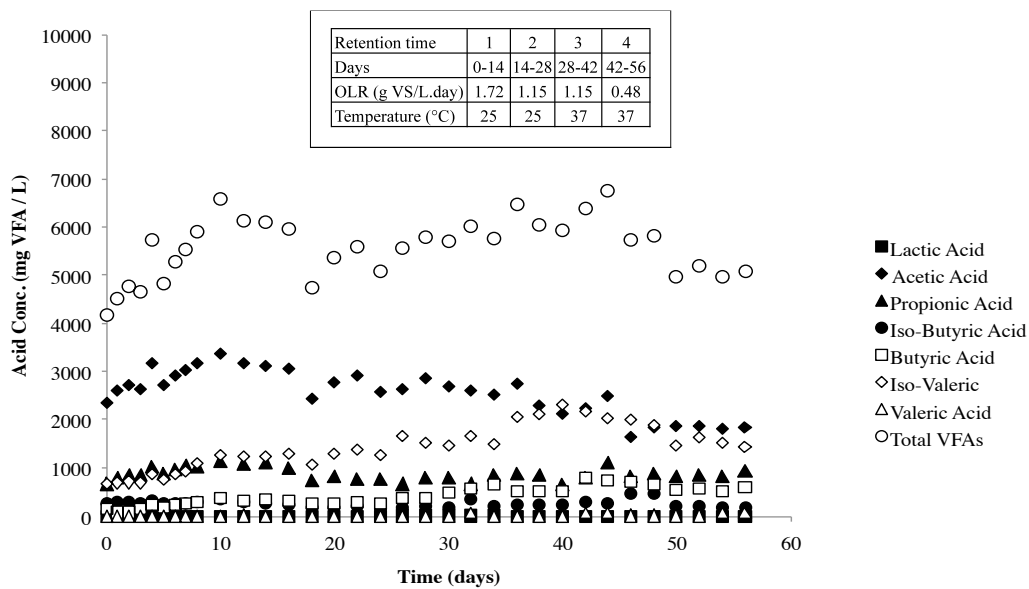 Retention time 1 2 3 4
Days 0-14 14-28 28-42 42-56
OLR (g VS/L.day) 1.72 1.15 1.15 0.48
Temperature (°C) 25 25 37 37
10000
9000
8000
7000
6000
5000
4000
3000
2000
1000
0
Acid Conc. (mg VFA / L)
0 10 20 30 40 50 60
Time (days)
Lactic Acid
Acetic Acid
Propionic Acid
Iso-Butyric Acid
Butyric Acid
Iso-Valeric
Valeric Acid
Total VFAs